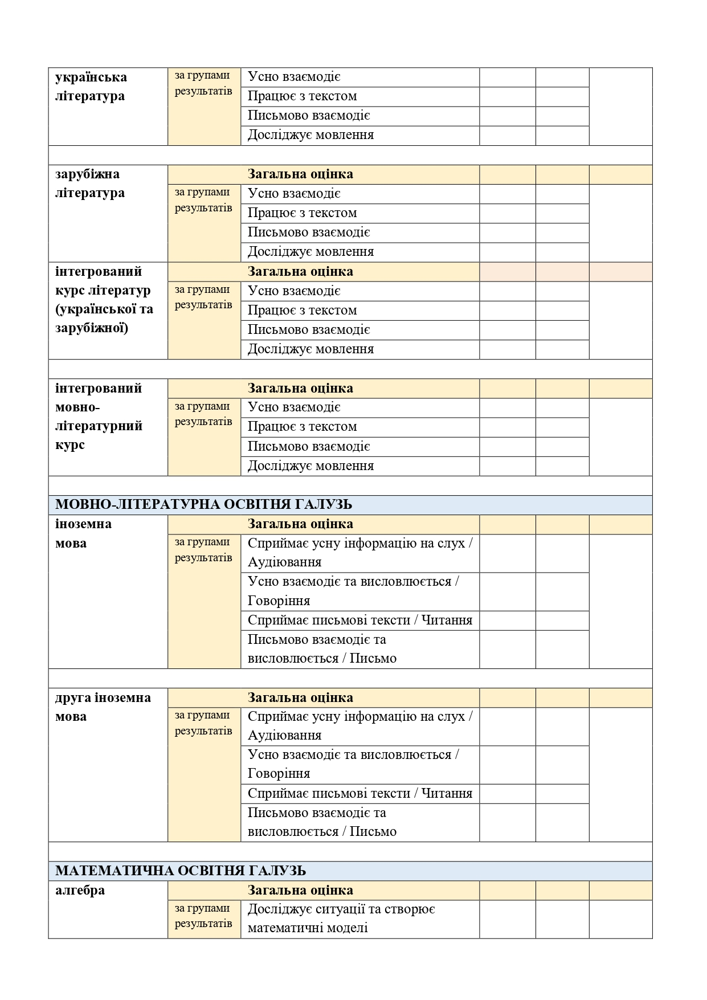 українська
література
за групами
результатів
Усно взаємодіє
Працює з текстом
Письмово взаємодіє
Досліджує мовлення
зарубіжна
література
Загальна оцінка
за групами
результатів
Усно взаємодіє
Працює з текстом
Письмово взаємодіє
Досліджує мовлення
інтегрований
курс літератур
(української та
зарубіжної)
Загальна оцінка
за групами
результатів
Усно взаємодіє
Працює з текстом
Письмово взаємодіє
Досліджує мовлення
інтегрований
мовно-
літературний
курс
Загальна оцінка
за групами
результатів
Усно взаємодіє
Працює з текстом
Письмово взаємодіє
Досліджує мовлення
МОВНО-ЛІТЕРАТУРНА ОСВІТНЯ ГАЛУЗЬ
іноземна
мова
Загальна оцінка
за групами
результатів
Сприймає усну інформацію на слух /
Аудіювання
Усно взаємодіє та висловлюється /
Говоріння
Сприймає письмові тексти / Читання
Письмово взаємодіє та
висловлюється / Письмо
друга іноземна
мова
Загальна оцінка
за групами
результатів
Сприймає усну інформацію на слух /
Аудіювання
Усно взаємодіє та висловлюється /
Говоріння
Сприймає письмові тексти / Читання
Письмово взаємодіє та
висловлюється / Письмо
МАТЕМАТИЧНА ОСВІТНЯ ГАЛУЗЬ
алгебра
Загальна оцінка
за групами
результатів
Досліджує ситуації та створює
математичні моделі